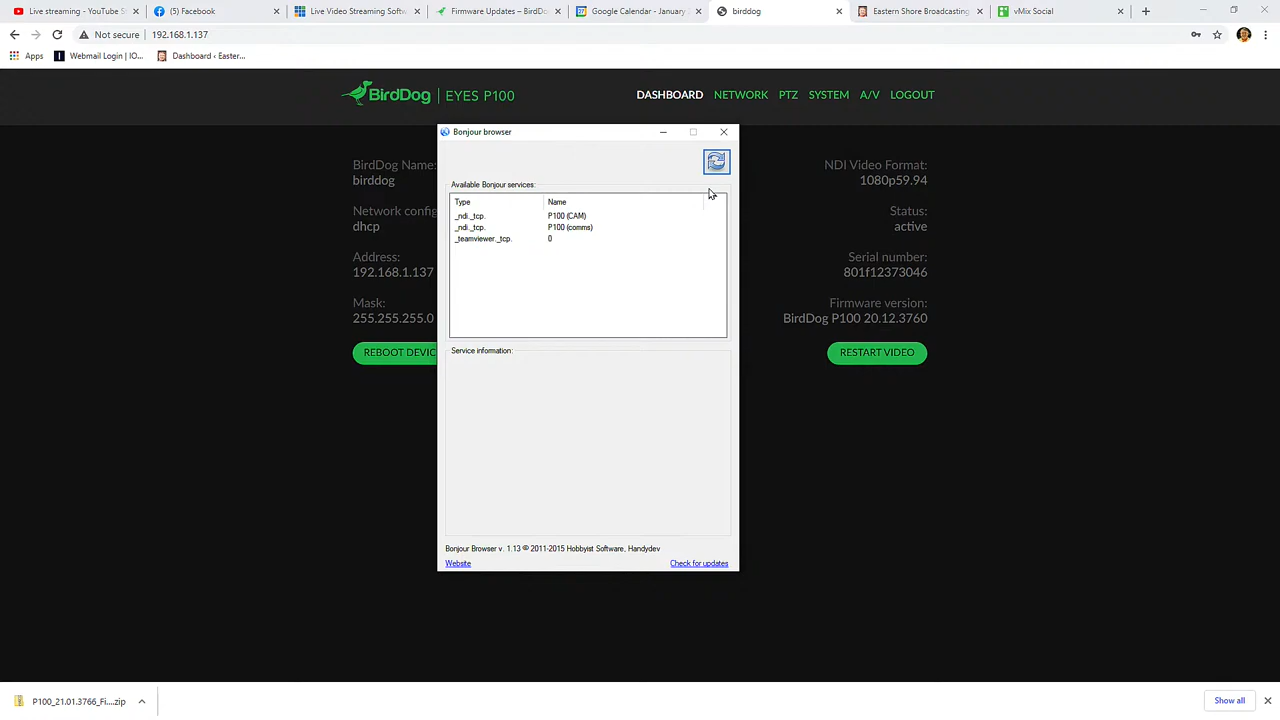 Live streaming - YouTube S
(5) Facebook
Live Video Streaming Softw
Firmware Updates – BirdDo
Google Calendar - January
birddog
Eastern Shore Broadcasting
vMix Social
Not secure
192.168.1.137
Apps
Webmail Login | IO...
Dashboard ‹ Easter...
BirdDog | EYES P100
DASHBOARD
NETWORK
PTZ
SYSTEM
A/V
LOGOUT
BirdDog Name:
birddog
Network config
dhcp
Address:
192.168.1.137
Mask:
255.255.255.0
REBOOT DEVIC
Bonjour browser
Available Bonjour services:
Type Name
_ndi._tcp. P100 (CAM)
_ndi._tcp. P100 (comms)
_teamviewer._tcp. 0
Service information:
Bonjour Browser v. 1.13 © 2011-2015 Hobbyist Software, Handydev
Website
Check for updates
NDI Video Format:
1080p59.94
Status:
active
Serial number:
801f12373046
Firmware version:
BirdDog P100 20.12.3760
RESTART VIDEO
P100_21.01.3766_Fi....zip
Show all